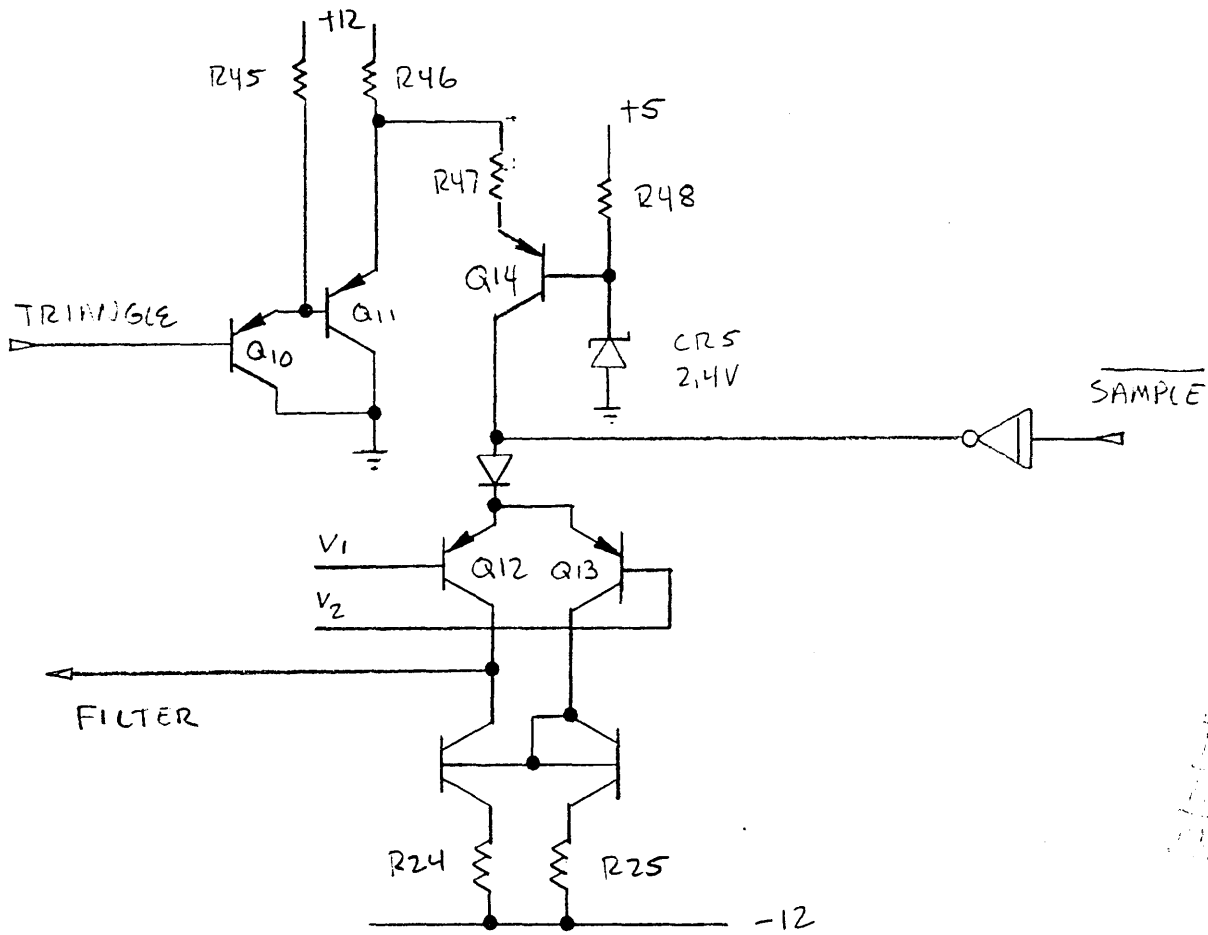 +12
R45
R46
+5
R47
R48
Q14
TRIANGLE
Q11
Q10
CR5
2.4V
SAMPLE
V1
Q12
Q13
V2
FILTER
R24
R25
-12